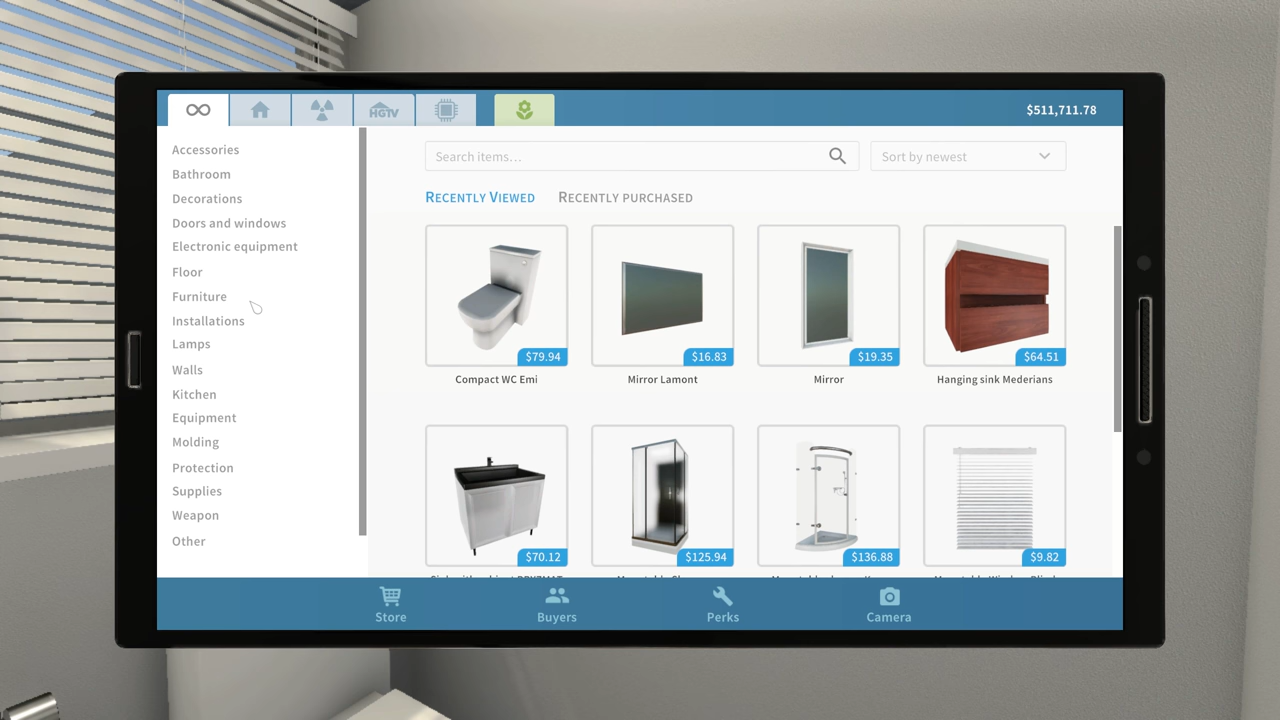 HGTV
$511,711.78
Accessories
Bathroom
Decorations
Doors and windows
Electronic equipment
Floor
Furniture
Installations
Lamps
Walls
Kitchen
Equipment
Molding
Protection
Supplies
Weapon
Other
Search items...
Sort by newest
RECENTLY VIEWED RECENTLY PURCHASED
$79.94 $16.83 $19.35 $64.51
Compact WC Emi Mirror Lamont Mirror Hanging sink Mederians
$70.12 $125.94 $136.88 $9.82
Store Buyers Perks Camera